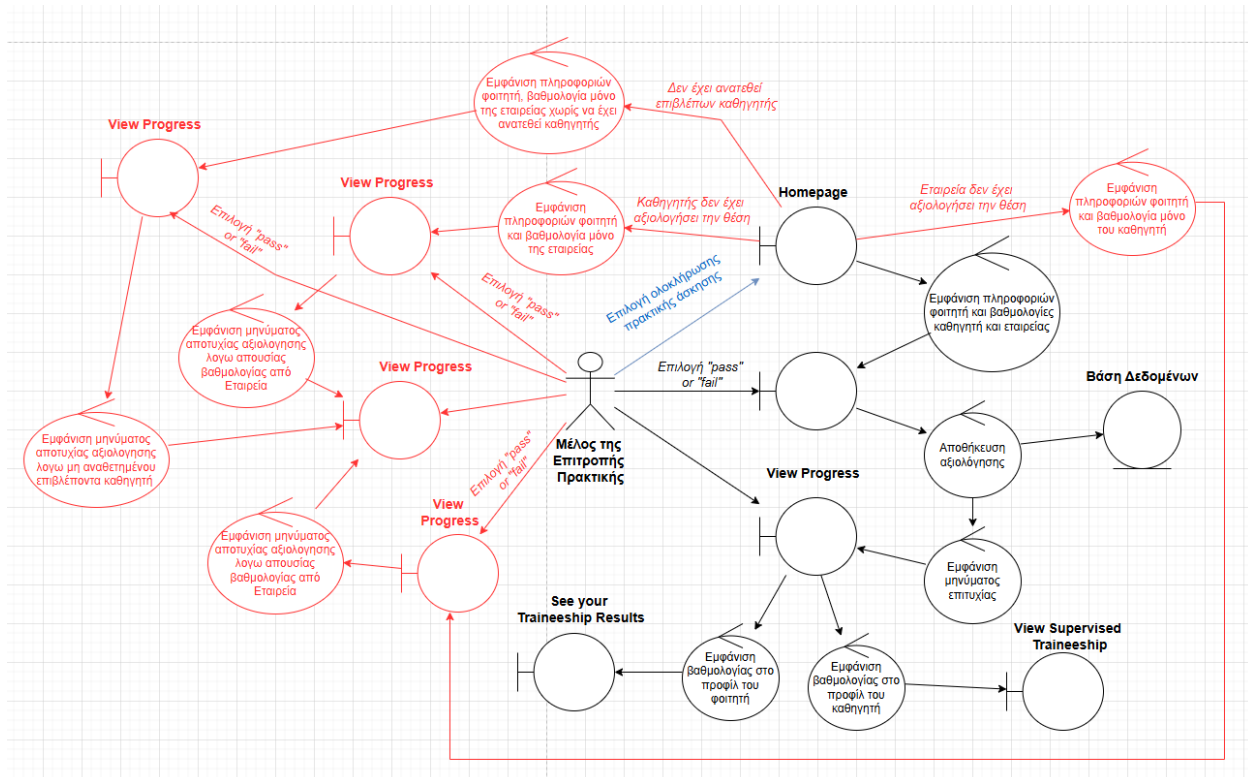 Εμφάνιση πληροφοριών
φοιτητή, βαθμολογία μόνο
της εταιρείας χωρίς να έχει
ανατεθεί καθηγητής
Δεν έχει ανατεθεί
επιβλέπων καθηγητής
View Progress
View Progress
Εμφάνιση
πληροφοριών φοιτητή
και βαθμολογία μόνο
της εταιρείας
Καθηγητής δεν έχει
αξιολογήσει την θέση
Homepage
Εταιρεία δεν έχει
αξιολογήσει την θέση
Εμφάνιση
πληροφοριών φοιτητή
και βαθμολογία μόνο
του καθηγητή
Επιλογή "pass"
or "fail"
Επιλογή "pass"
or "fail"
Επιλογή ολοκλήρωσης
πρακτικής άσκησης
Εμφάνιση πληροφοριών
φοιτητή και βαθμολογίες
καθηγητή και εταιρείας
Εμφάνιση μηνύματος
αποτυχίας αξιολόγησης
λογω απουσίας
βαθμολογίας από
Εταιρεία
View Progress
Επιλογή "pass"
or "fail"
Βάση Δεδομένων
Εμφάνιση μηνύματος
αποτυχίας αξιολογησης
λογω μη αναθετημένου
επιβλέποντα καθηγητή
Μέλος της
Επιτροπής
Πρακτικής
Αποθήκευση
αξιολόγησης
Επιλογή "pass"
or "fail"
View Progress
View
Progress
Εμφάνιση μηνύματος
αποτυχίας αξιολογησης
λογω απουσίας
βαθμολογίας από
Εταιρεία
Εμφάνιση
μηνύματος
επιτυχίας
See your
Traineeship Results
View Supervised
Traineeship
Εμφάνιση
βαθμολογίας στο
προφίλ του
φοιτητή
Εμφάνιση
βαθμολογίας στο
προφίλ του
καθηγητή